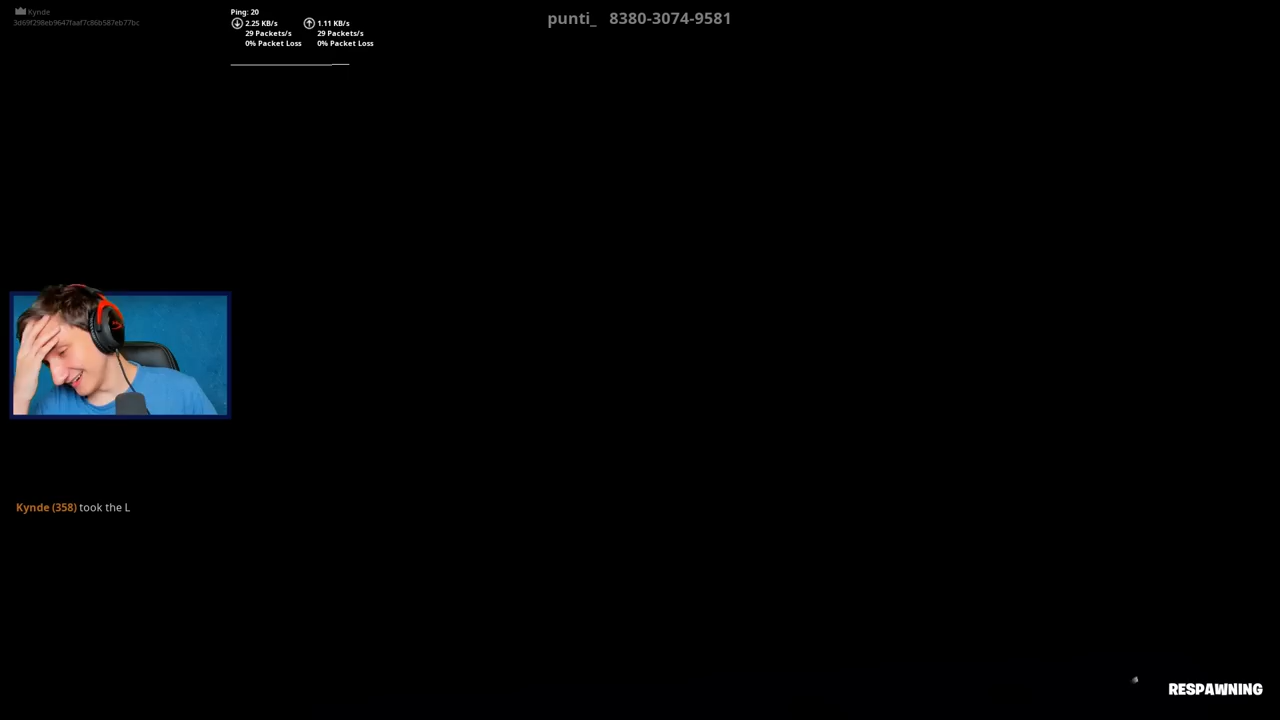 Kynde
3d69f298eb9647faaf7c86b587eb77bc
Ping: 20
2.25 KB/s 1.11 KB/s
29 Packets/s 29 Packets/s
0% Packet Loss 0% Packet Loss
punti_ 8380-3074-9581
Kynde (358) took the L
RESPAWNING